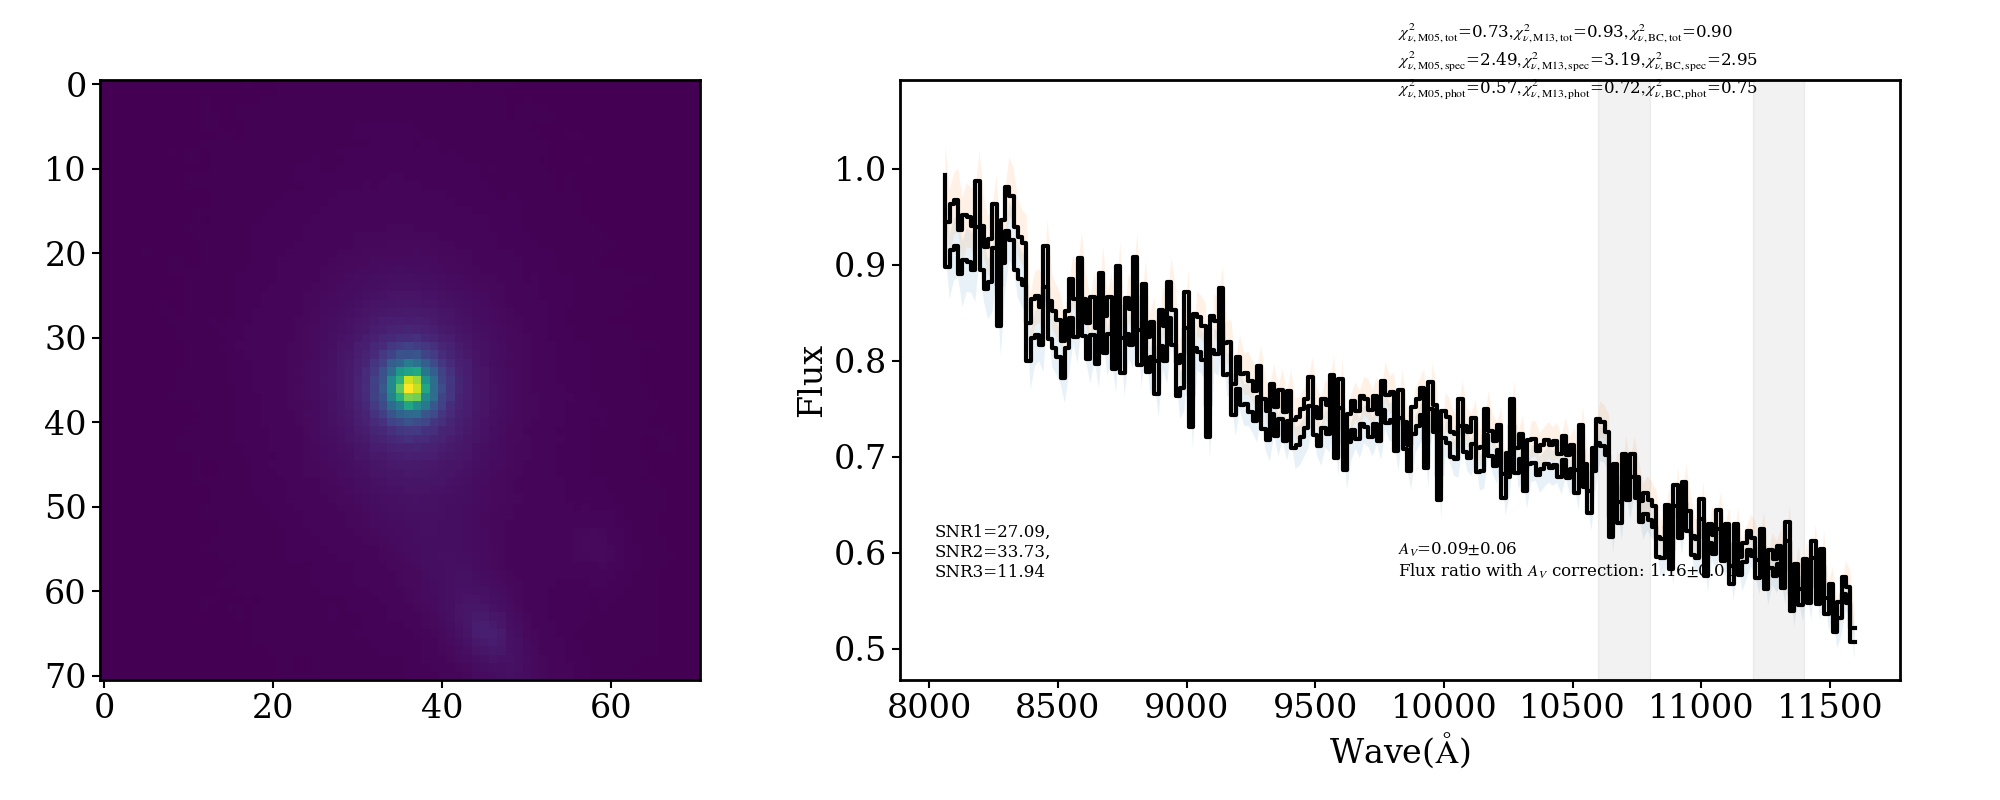 χ²ν,M05,tot=0.73,χ²ν,M13,tot=0.93,χ²ν,BC,tot=0.90
χ²ν,M05,spec=2.49,χ²ν,M13,spec=3.19,χ²ν,BC,spec=2.95
χ²ν,M05,phot=0.57,χ²ν,M13,phot=0.72,χ²ν,BC,phot=0.75
0
10
20
30
40
50
60
70
0 20 40 60
Flux
1.0
0.9
0.8
0.7
0.6
0.5
SNR1=27.09,
SNR2=33.73,
SNR3=11.94
AV=0.09±0.06
Flux ratio with AV correction:
8000 8500 9000 9500 10000 10500 11000 11500
Wave(Å)